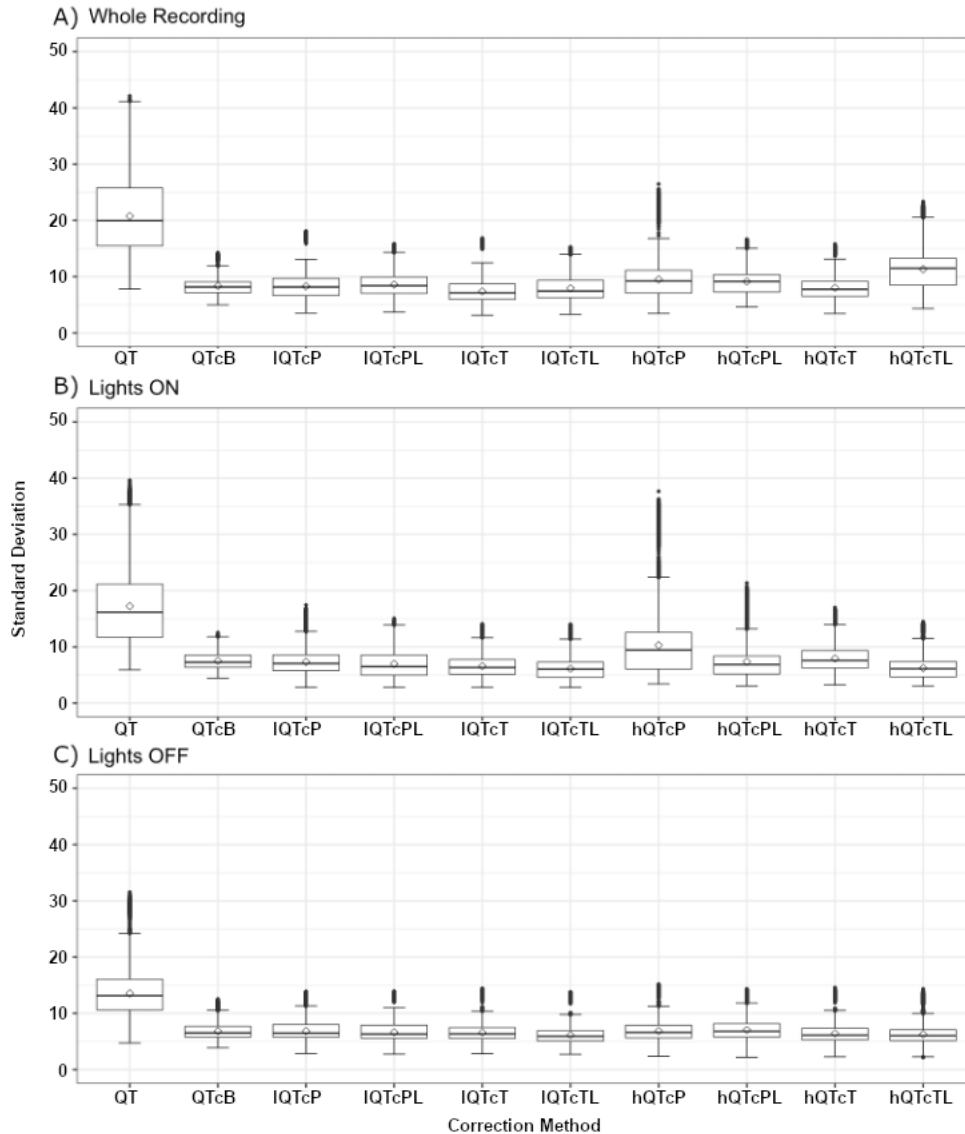 A) Whole Recording
50
40
30
20
10
0
QT QTcB lQTcP lQTcPL lQTcT lQTcTL hQTcP hQTcPL hQTcT hQTcTL
B) Lights ON
50
40
30
20
10
0
QT QTcB lQTcP lQTcPL lQTcT lQTcTL hQTcP hQTcPL hQTcT hQTcTL
Standard Deviation
C) Lights OFF
50
40
30
20
10
0
QT QTcB lQTcP lQTcPL lQTcT lQTcTL hQTcP hQTcPL hQTcT hQTcTL
Correction Method